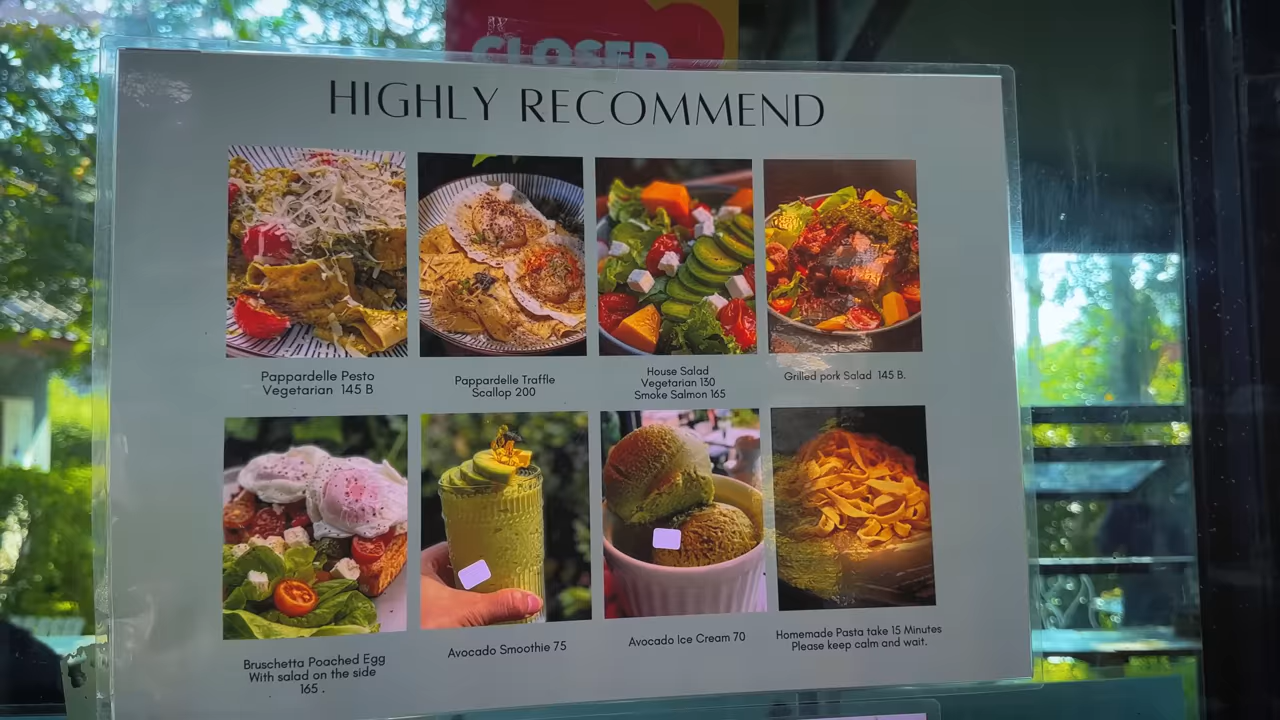 CLOSED
HIGHLY RECOMMEND
Pappardelle Pesto
Vegetarian 145 B
Pappardelle Traffle
Scallop 200
House Salad
Vegetarian 130
Smoke Salmon 165
Grilled pork Salad 145 B.
Bruschetta Poached Egg
With salad on the side
165 .
Avocado Smoothie 75
Avocado Ice Cream 70
Homemade Pasta take 15 Minutes
Please keep calm and wait.